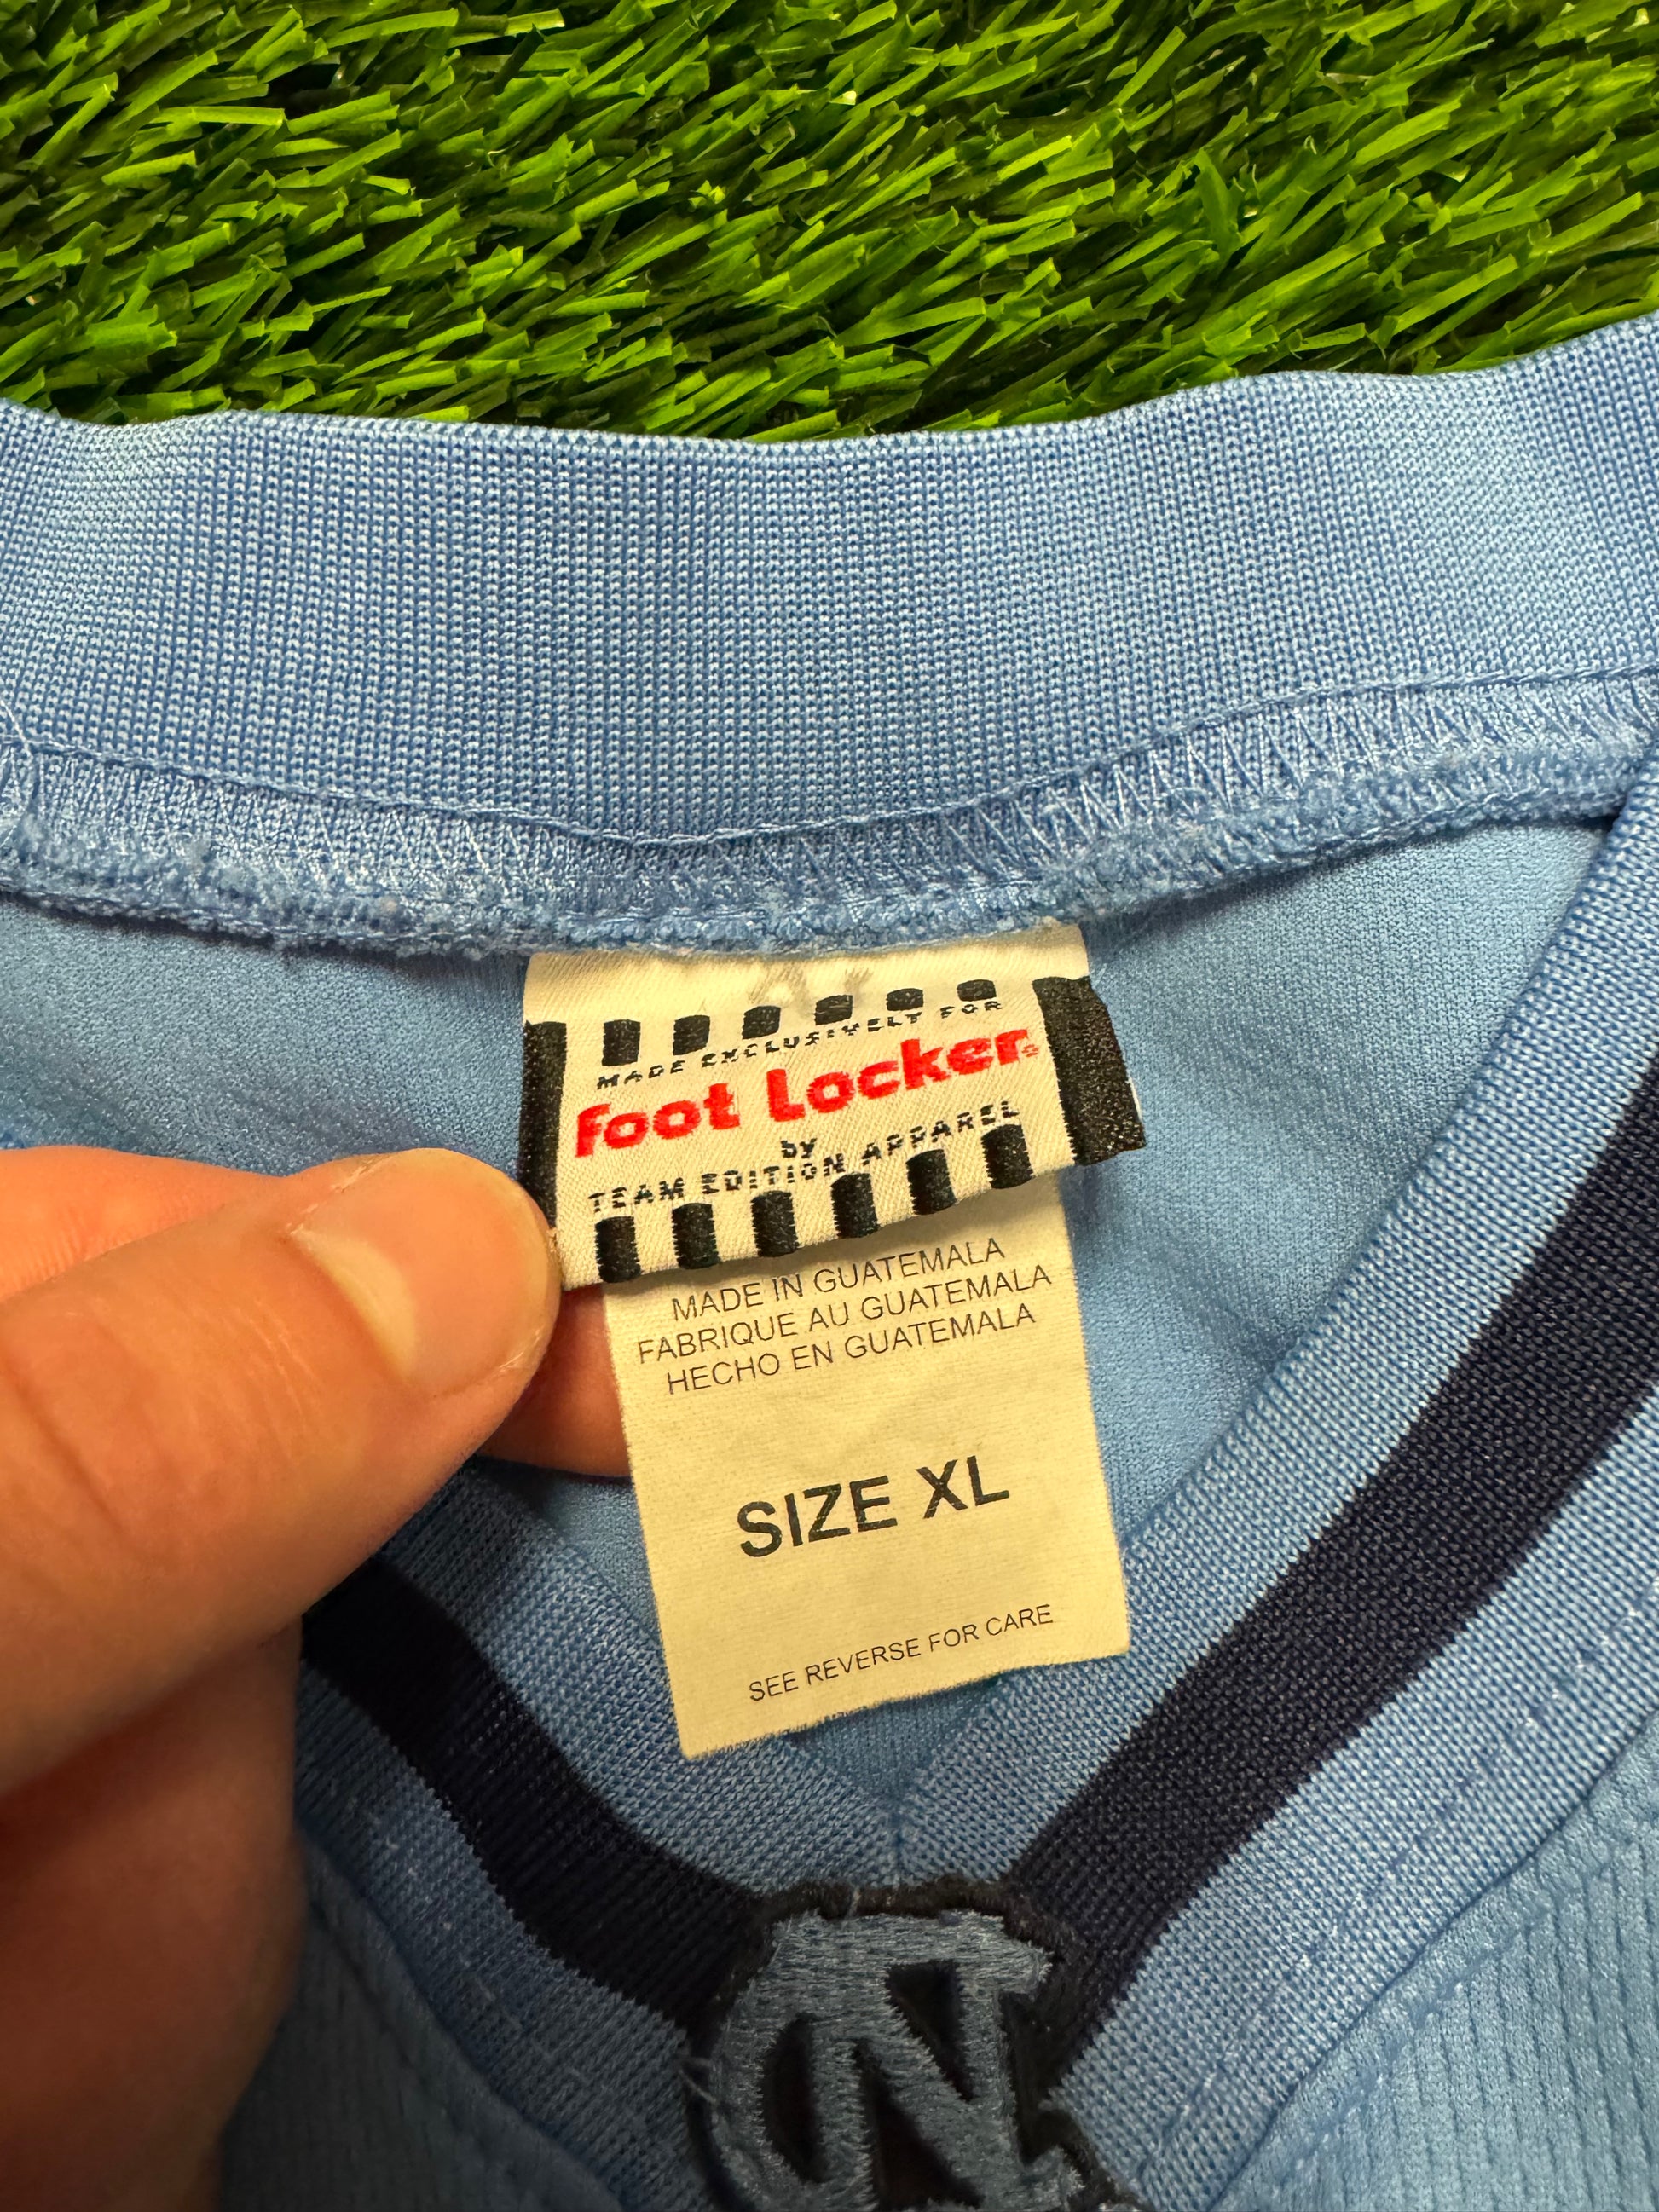 MADE EXCLUSIVELY FOR
Foot Locker®
by
TEAM EDITION APPAREL
MADE IN GUATEMALA
FABRIQUE AU GUATEMALA
HECHO EN GUATEMALA
SIZE XL
SEE REVERSE FOR CARE
NC